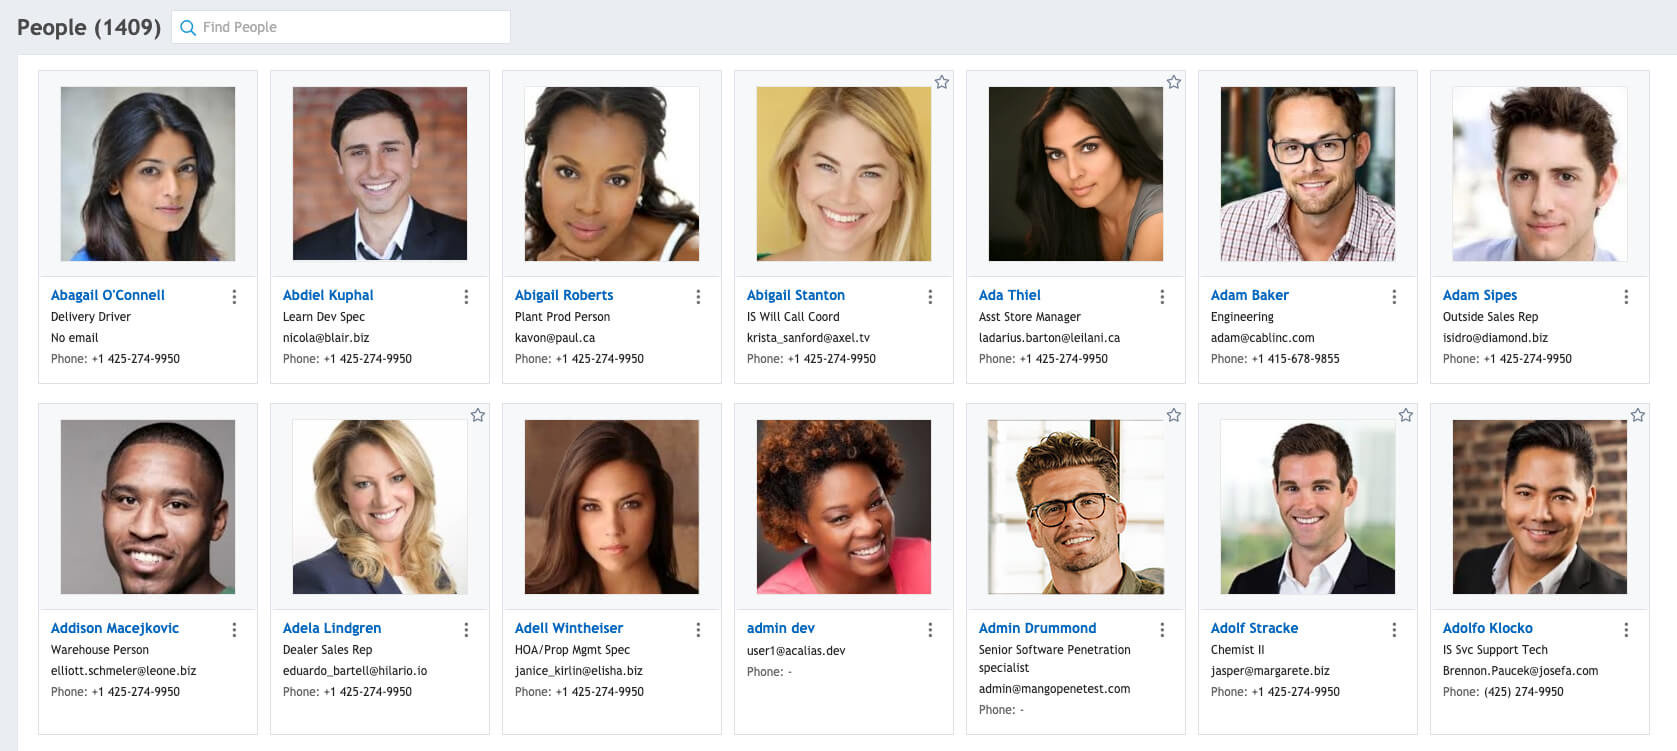 People (1409)
Find People
Abagail O'Connell
Delivery Driver
No email
Phone: +1 425-274-9950
Abdiel Kuphal
Learn Dev Spec
nicola@blair.biz
Phone: +1 425-274-9950
Abigail Roberts
Plant Prod Person
kavon@paul.ca
Phone: +1 425-274-9950
Abigail Stanton
IS Will Call Coord
krista_sanford@axel.tv
Phone: +1 425-274-9950
Ada Thiel
Asst Store Manager
ladarius.barton@leilani.ca
Phone: +1 425-274-9950
Adam Baker
Engineering
adam@cablinc.com
Phone: +1 415-678-9855
Adam Sipes
Outside Sales Rep
isidro@diamond.biz
Phone: +1 425-274-9950
Addison Macejkovic
Warehouse Person
elliott.schmeler@leone.biz
Phone: +1 425-274-9950
Adela Lindgren
Dealer Sales Rep
eduardo_bartell@hilario.io
Phone: +1 425-274-9950
Adell Wintheiser
HOA/Prop Mgmt Spec
janice_kirlin@elisha.biz
Phone: +1 425-274-9950
admin dev
user1@acalias.dev
Phone: -
Admin Drummond
Senior Software Penetration
specialist
admin@mangopenetest.com
Phone: -
Adolf Stracke
Chemist II
jasper@margarete.biz
Phone: +1 425-274-9950
Adolfo Klocko
IS Svc Support Tech
Brennon.Paucek@josefa.com
Phone: (425) 274-9950